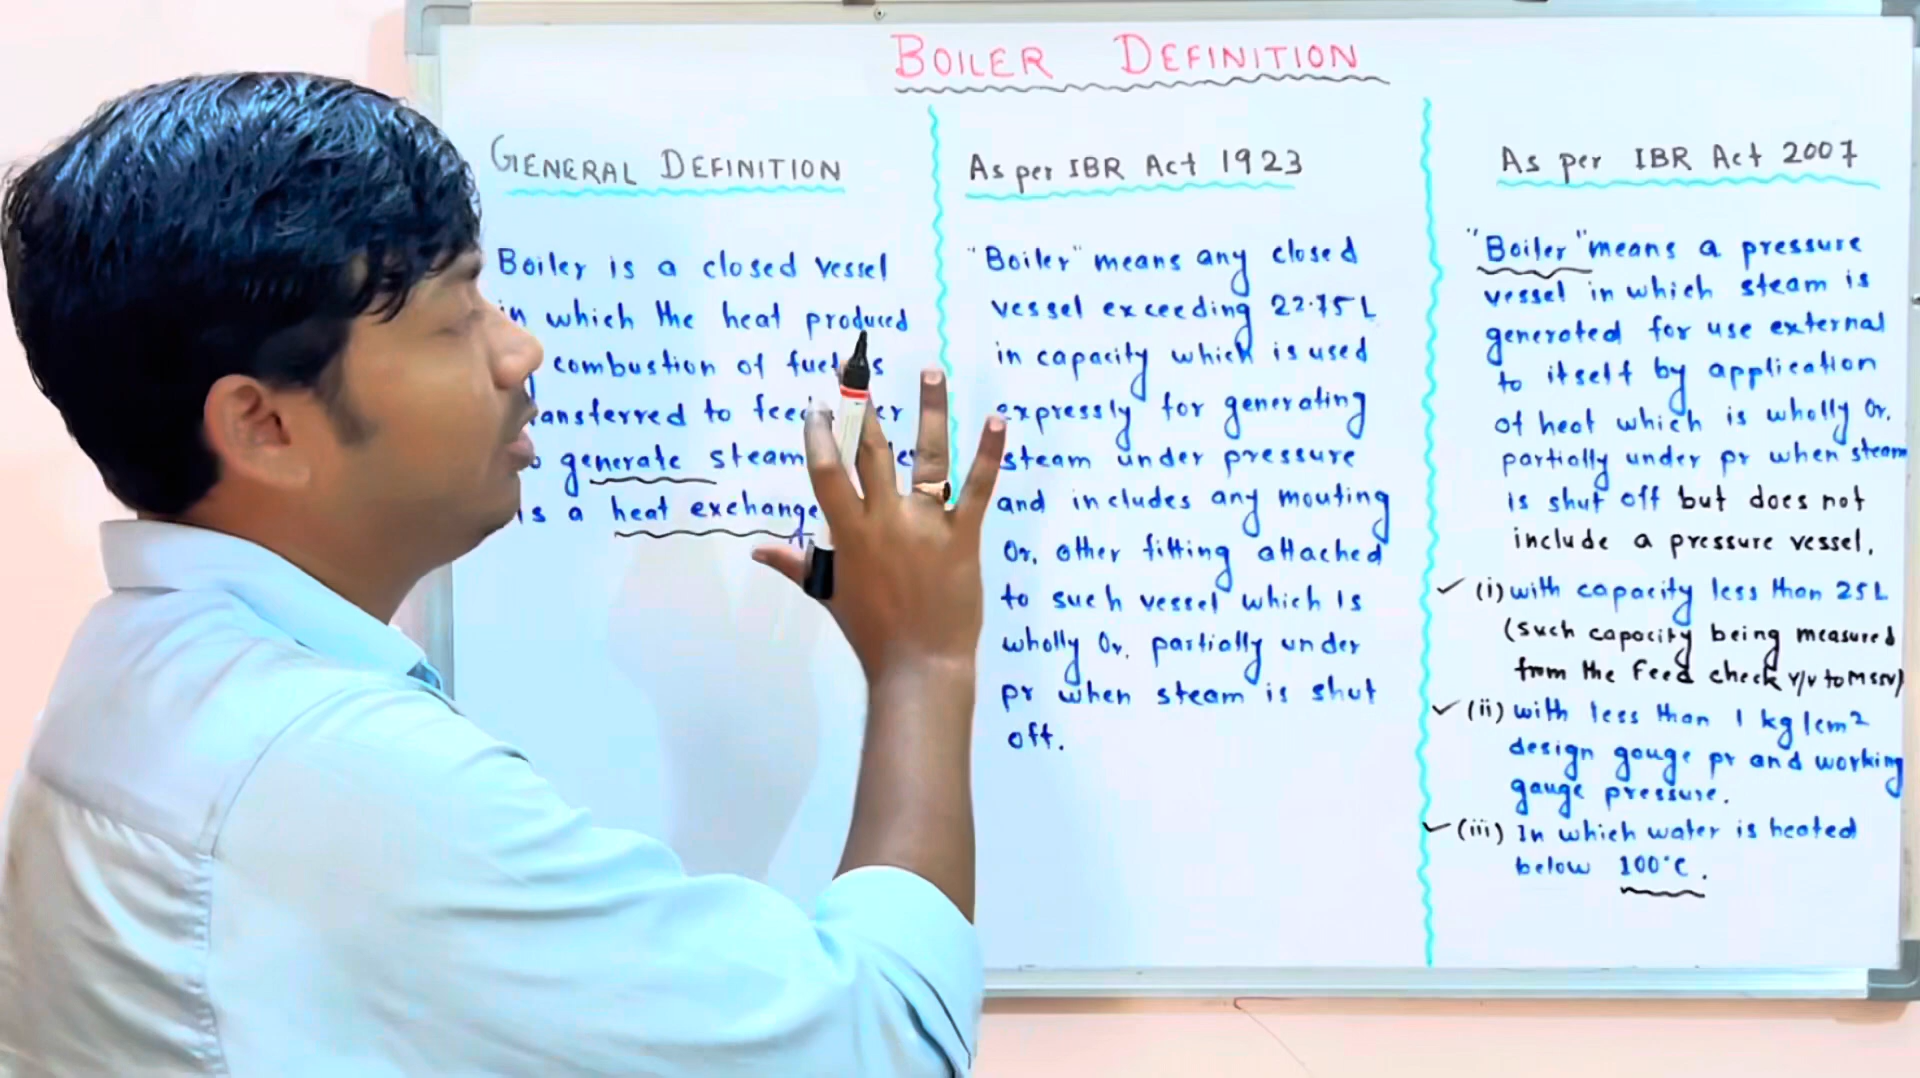 BOILER DEFINITION
GENERAL DEFINITION
Boiler is a closed vessel
in which the heat produced
combustion of fuel is
ansferred to feed er
generate steam
is a heat exchange
As per IBR Act 1923
"Boiler" means any closed
vessel exceeding 22.75L
in capacity which is used
expressly for generating
steam under pressure
and includes any mouting
Or, other fitting attached
to such vessel which is
wholly Or, partially under
pr when steam is shut
off.
As per IBR Act 2007
"Boiler" means a pressure
vessel in which steam is
generated for use external
to itself by application
of heat which is wholly Or,
partially under pr when steam
is shut off but does not
include a pressure vessel.
✓ (i) with capacity less than 25L
(such capacity being measured
from the Feed check v/v to MSSV)
✓ (ii) with less than 1 kg/cm²
design gauge pr and working
gauge pressure.
✓ (iii) In which water is heated
below 100°C.